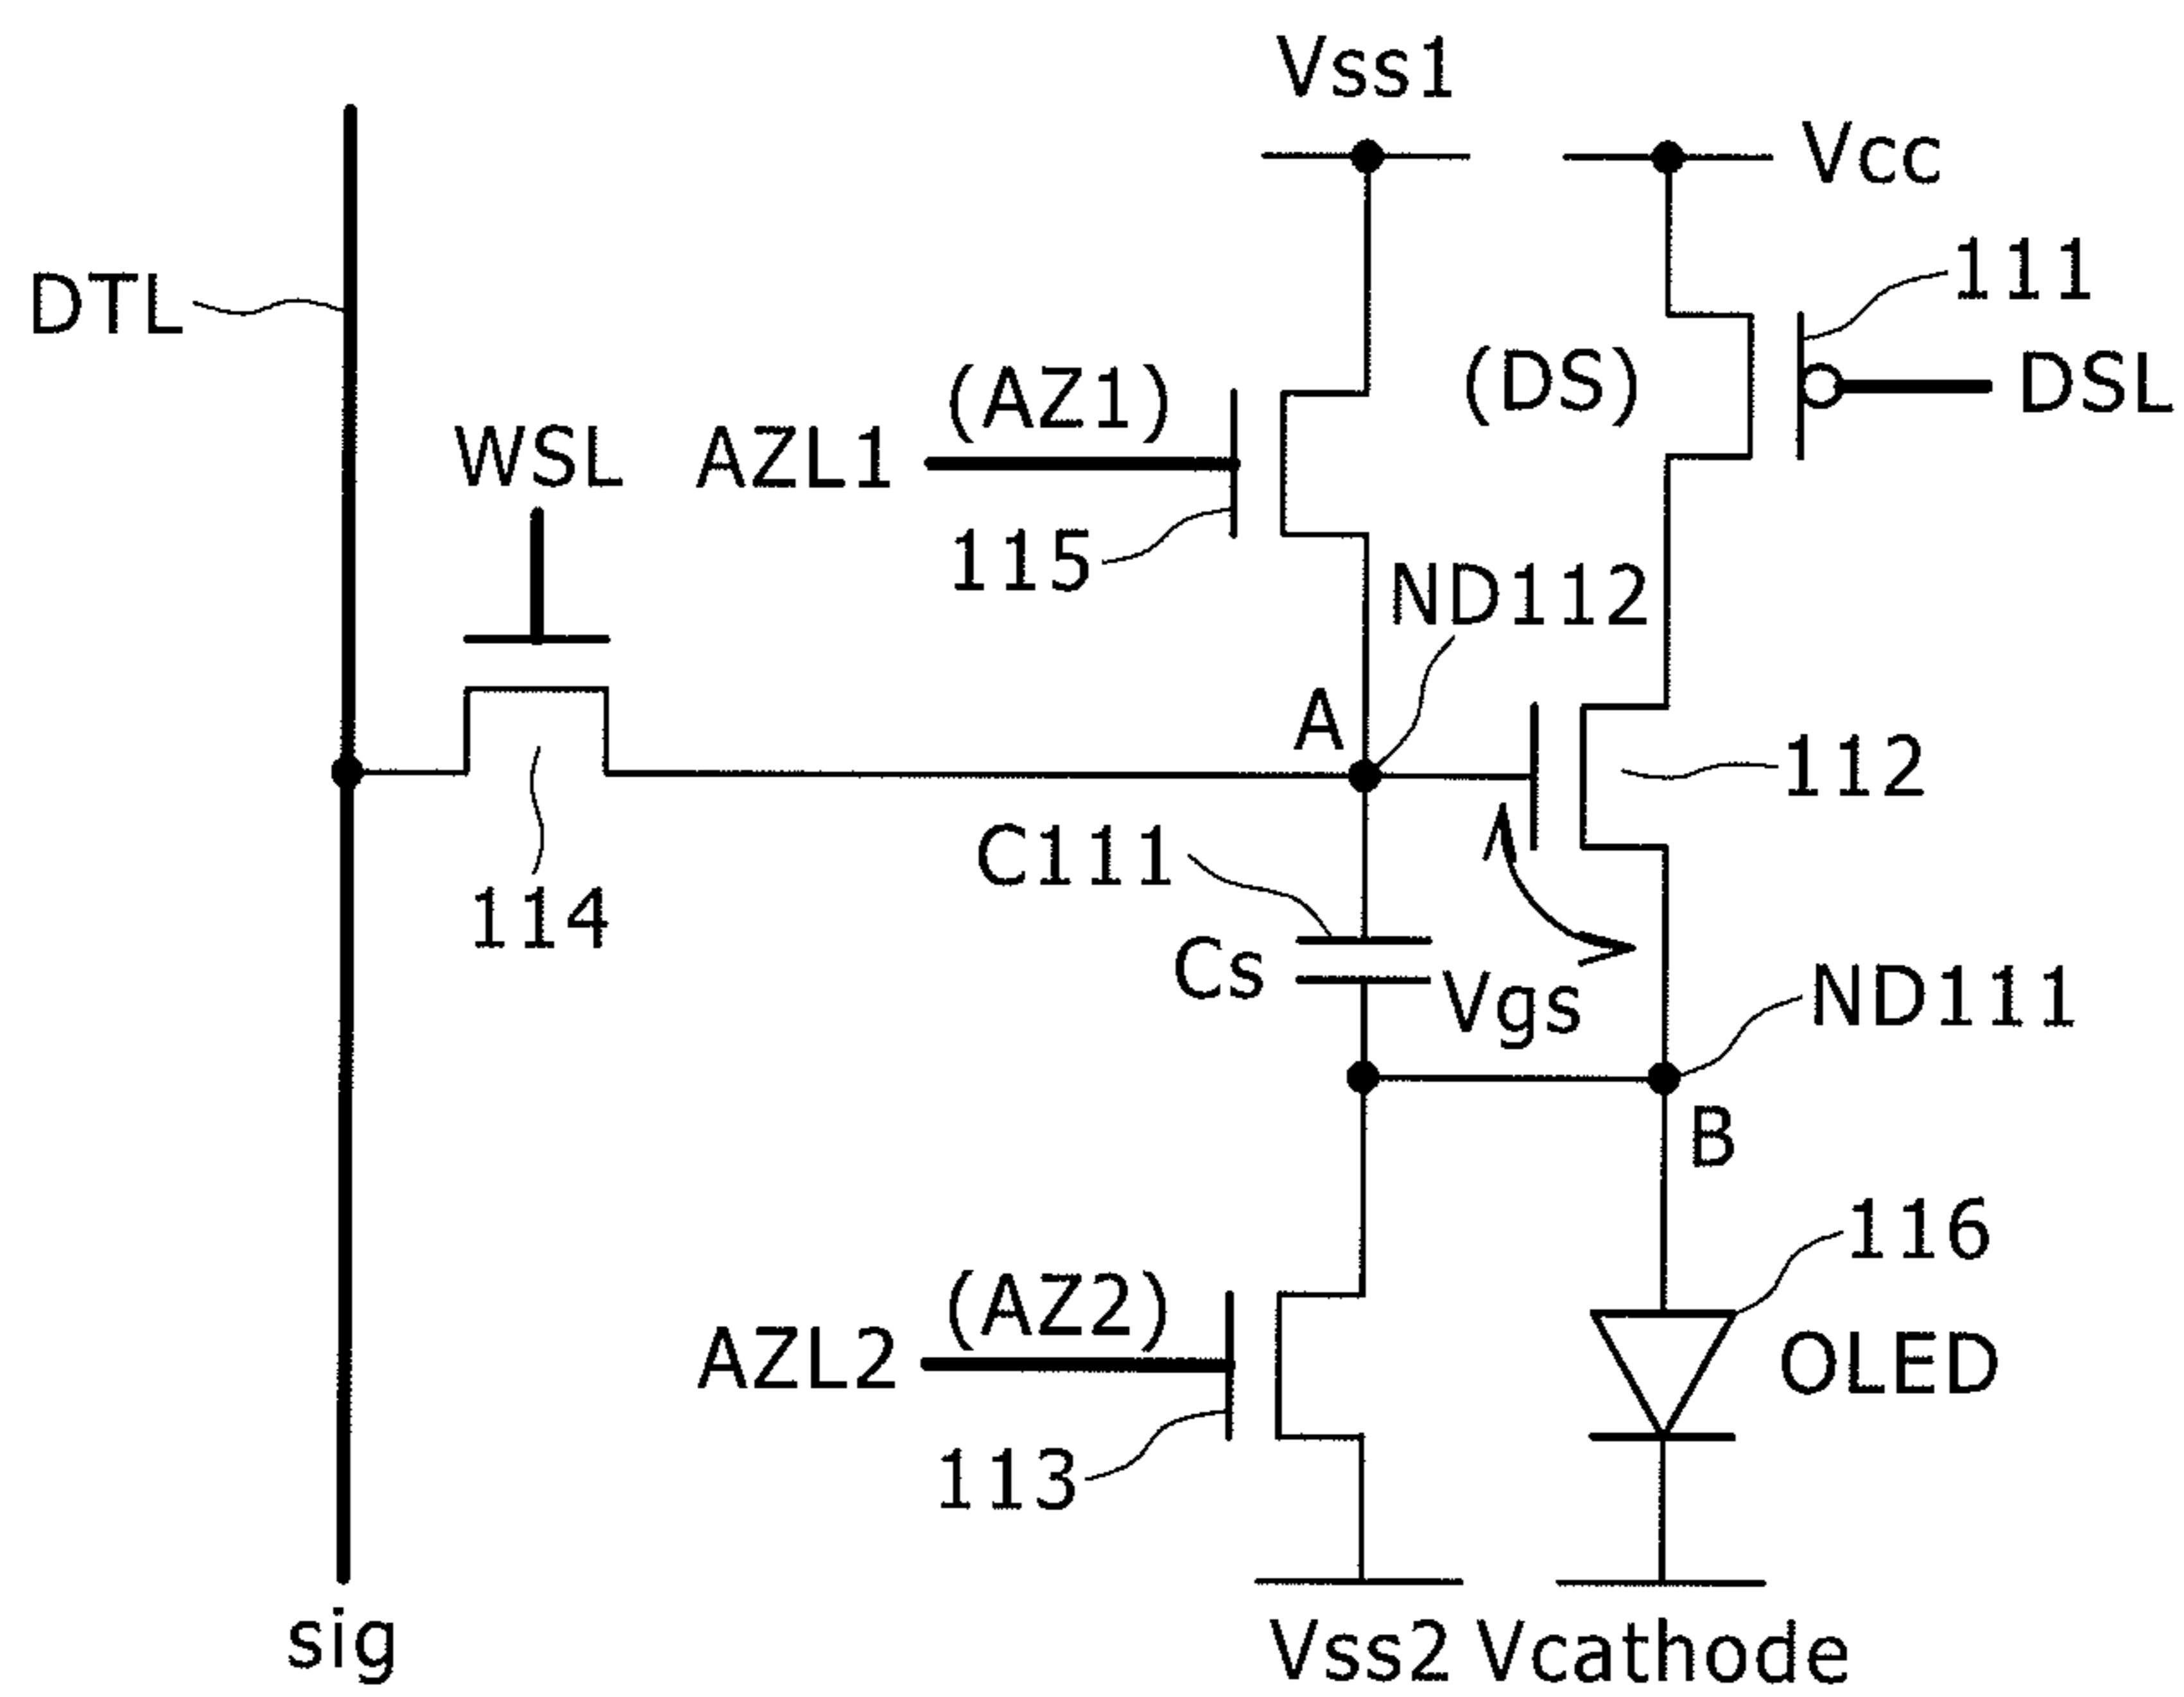 Vss1
Vcc
111
DTL
(AZ1)
(DS)
DSL
WSL
AZL1
115
ND112
A
112
C111
114
Cs
Vgs
ND111
B
116
(AZ2)
AZL2
OLED
113
sig
Vss2
Vcathode